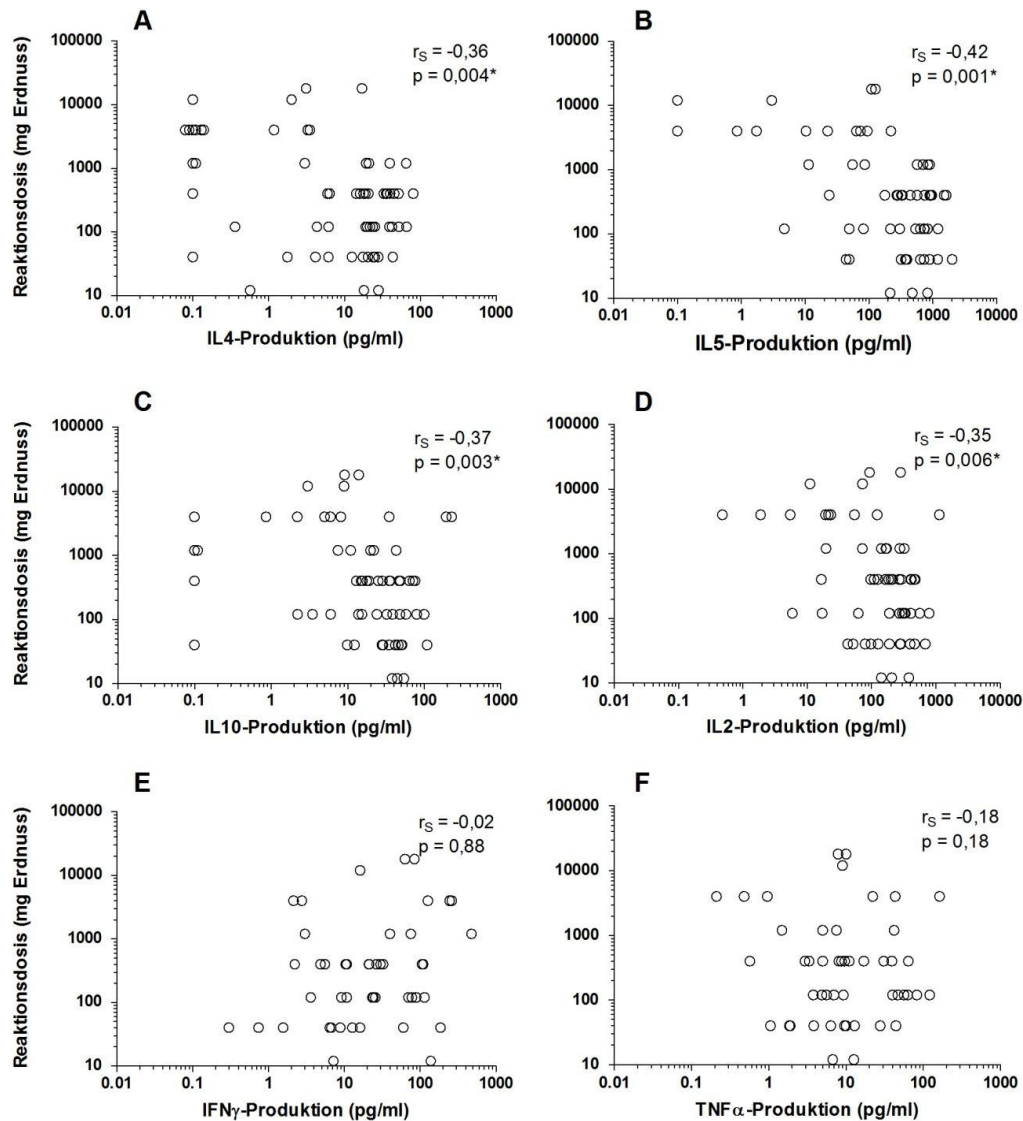 A
Reaktionsdosis (mg Erdnuss)
100000
10000
1000
100
10
rS = -0,36
p = 0,004*
0.01 0.1 1 10 100 1000
IL4-Produktion (pg/ml)
B
100000
10000
1000
100
10
rS = -0,42
p = 0,001*
0.01 0.1 1 10 100 1000 10000
IL5-Produktion (pg/ml)
C
Reaktionsdosis (mg Erdnuss)
100000
10000
1000
100
10
rS = -0,37
p = 0,003*
0.01 0.1 1 10 100 1000
IL10-Produktion (pg/ml)
D
100000
10000
1000
100
10
rS = -0,35
p = 0,006*
0.01 0.1 1 10 100 1000 10000
IL2-Produktion (pg/ml)
E
Reaktionsdosis (mg Erdnuss)
100000
10000
1000
100
10
rS = -0,02
p = 0,88
0.01 0.1 1 10 100 1000
IFNγ-Produktion (pg/ml)
F
100000
10000
1000
100
10
rS = -0,18
p = 0,18
0.01 0.1 1 10 100 1000
TNFα-Produktion (pg/ml)